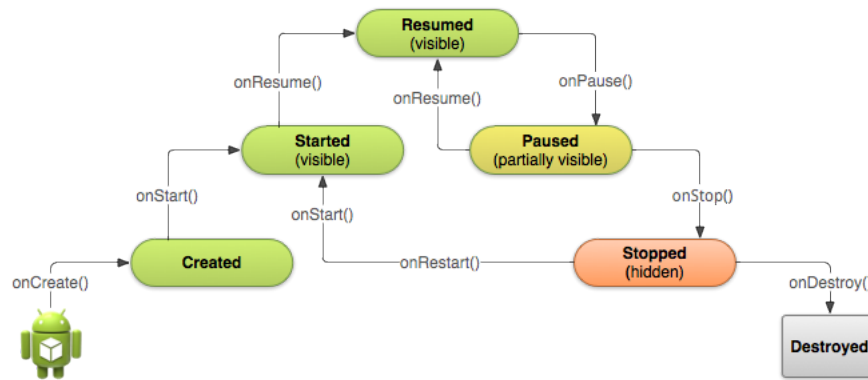 Resumed
(visible)
onResume()
onResume()
onPause()
Started
(visible)
Paused
(partially visible)
onStart()
onStart()
onStop()
Created
onRestart()
Stopped
(hidden)
onCreate()
onDestroy()
Destroyed